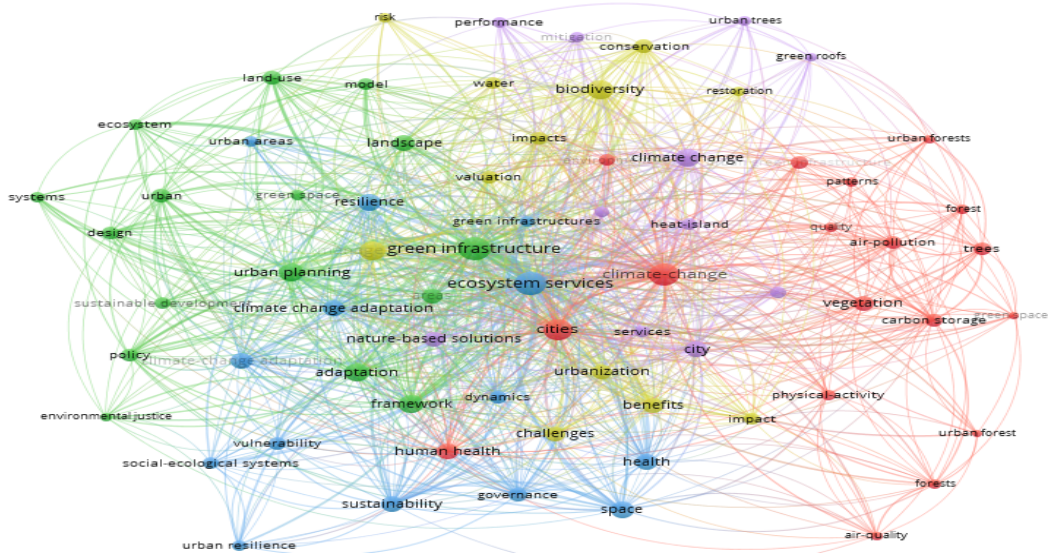 risk
performance
urban trees
mitigation
conservation
green roofs
land-use
model
water
biodiversity
restoration
ecosystem
urban areas
landscape
impacts
urban forests
climate change
valuation
patterns
systems
urban
green space
resilience
green infrastructures
heat-island
forest
quality
design
air-pollution
trees
green infrastructure
urban planning
climate-change
ecosystem services
sustainable development
climate change adaptation
vegetation
carbon storage
greenspace
cities
services
nature-based solutions
city
policy
climate-change adaptation
adaptation
urbanization
physical-activity
dynamics
framework
benefits
environmental justice
impact
challenges
urban forest
vulnerability
human health
social-ecological systems
health
forests
sustainability
governance
space
air-quality
urban resilience